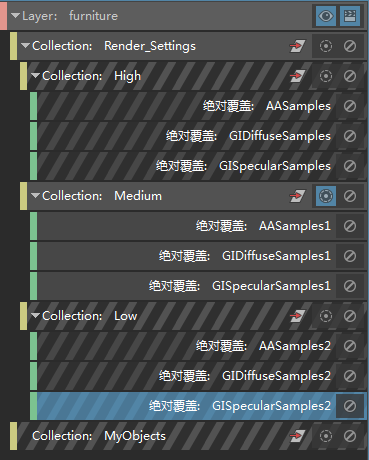 Layer: furniture
Collection: Render_Settings
Collection: High
绝对覆盖: AASamples
绝对覆盖: GIDiffuseSamples
绝对覆盖: GISpecularSamples
Collection: Medium
绝对覆盖: AASamples1
绝对覆盖: GIDiffuseSamples1
绝对覆盖: GISpecularSamples1
Collection: Low
绝对覆盖: AASamples2
绝对覆盖: GIDiffuseSamples2
绝对覆盖: GISpecularSamples2
Collection: MyObjects